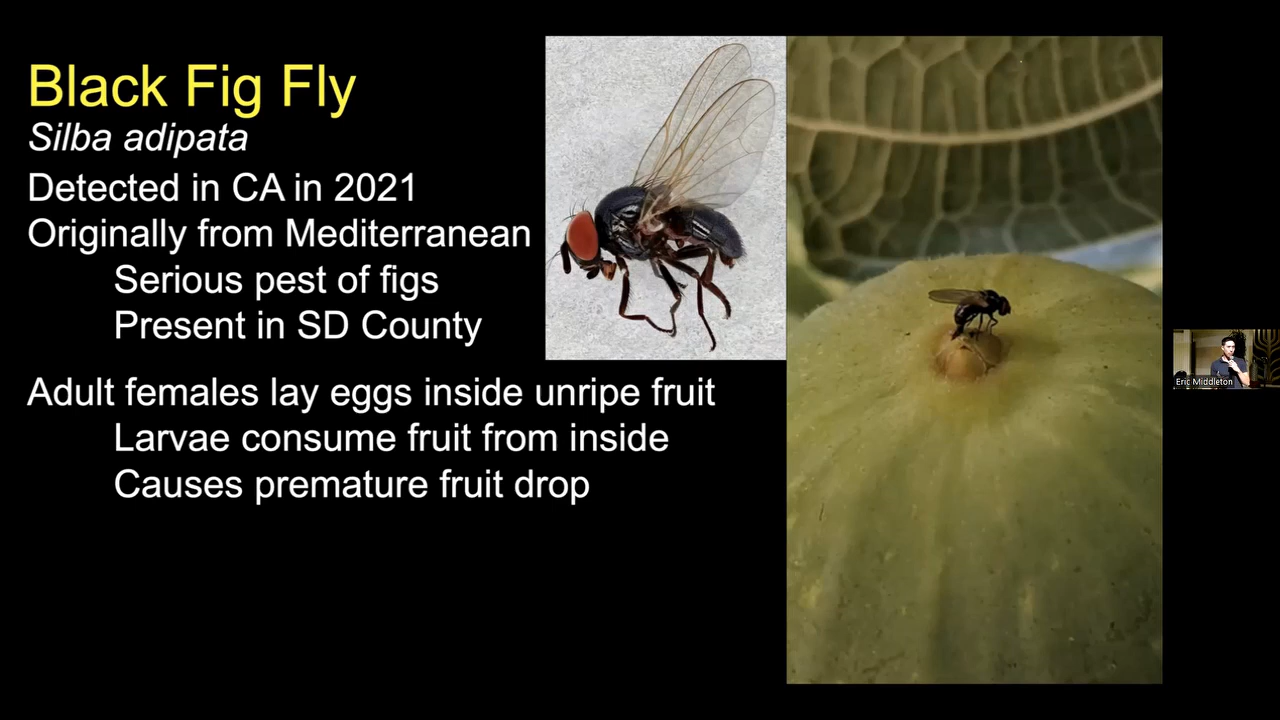 Black Fig Fly
Silba adipata
Detected in CA in 2021
Originally from Mediterranean
Serious pest of figs
Present in SD County
Adult females lay eggs inside unripe fruit
Larvae consume fruit from inside
Causes premature fruit drop
Eric Middleton